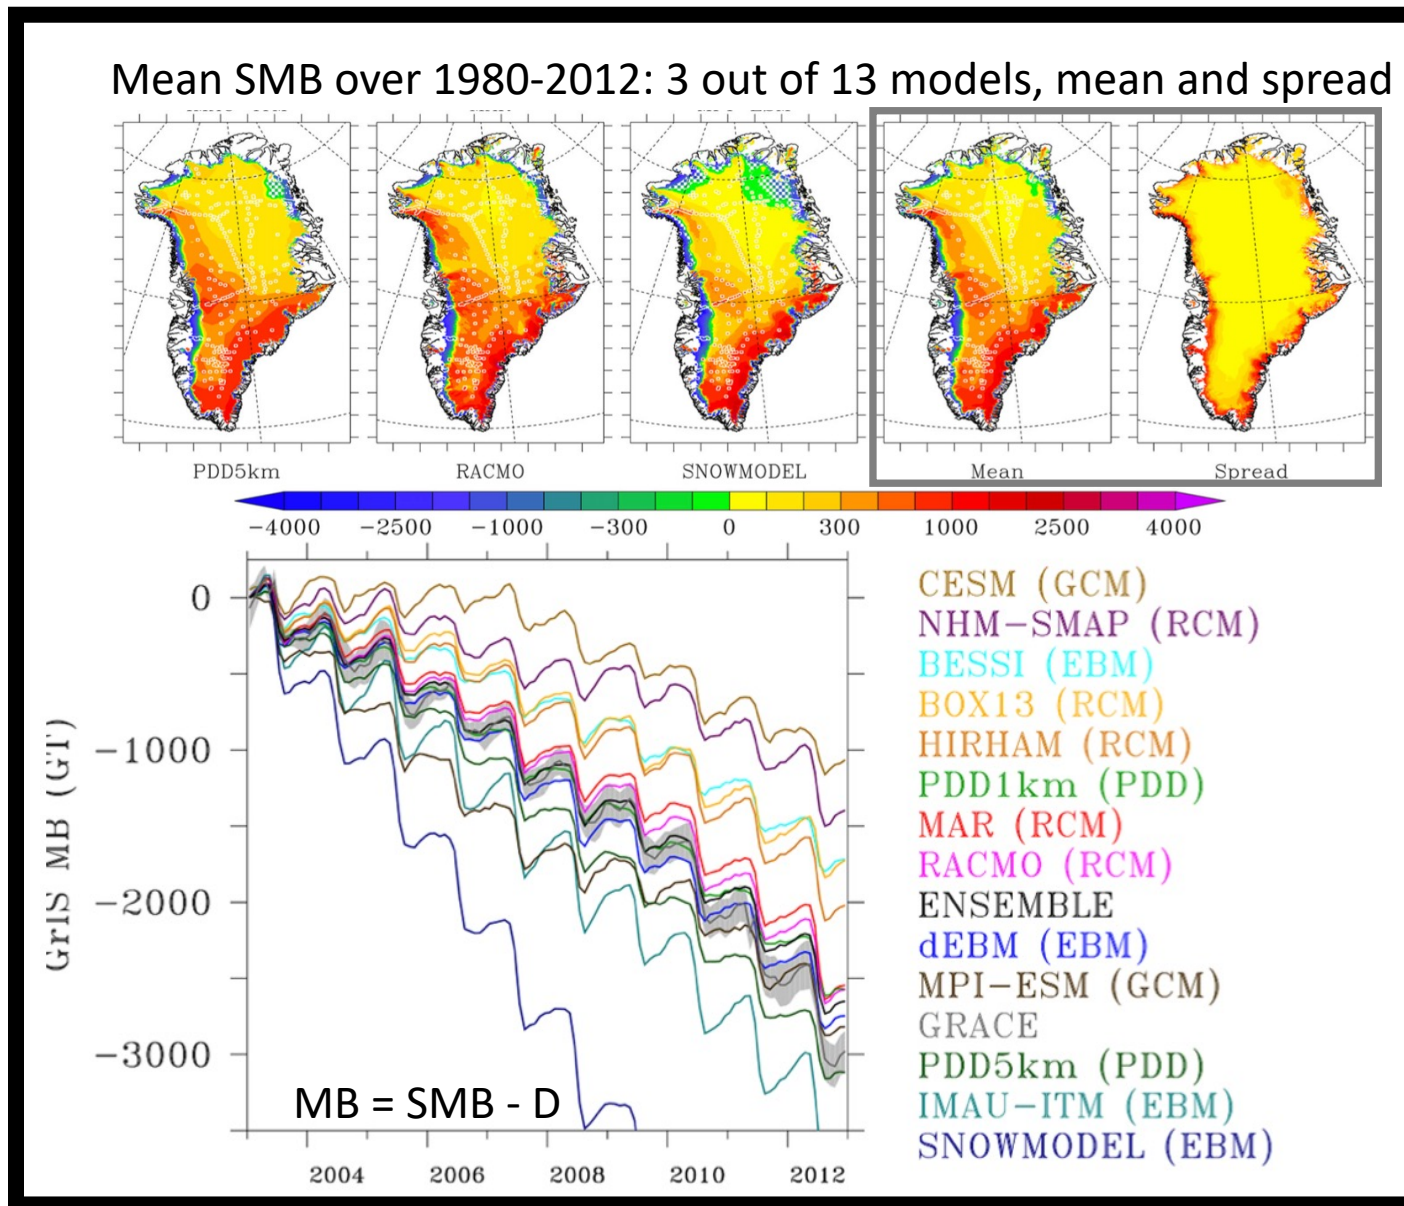 Mean SMB over 1980-2012: 3 out of 13 models, mean and spread
PDD5km RACMO SNOWMODEL Mean Spread
−4000 −2500 −1000 −300 0 300 1000 2500 4000
GrIS MB (GT)
0
−1000
−2000
−3000
MB = SMB - D
2004 2006 2008 2010 2012
CESM (GCM)
NHM−SMAP (RCM)
BESSI (EBM)
BOX13 (RCM)
HIRHAM (RCM)
PDD1km (PDD)
MAR (RCM)
RACMO (RCM)
ENSEMBLE
dEBM (EBM)
MPI−ESM (GCM)
GRACE
PDD5km (PDD)
IMAU−ITM (EBM)
SNOWMODEL (EBM)